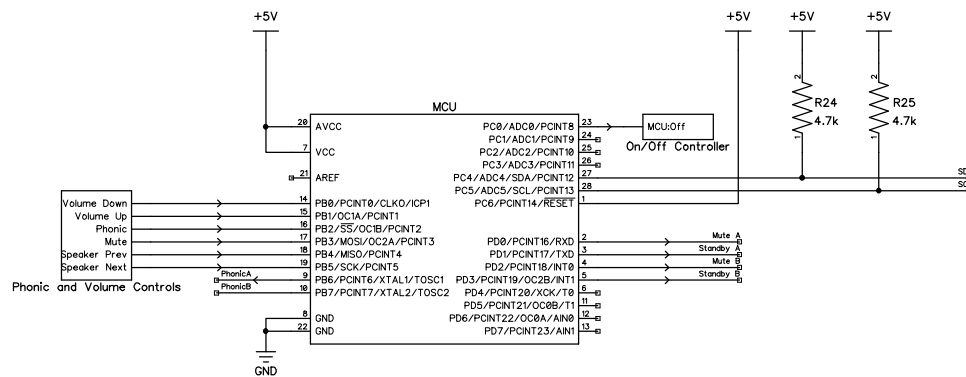 +5V
+5V
+5V
+5V
MCU
20 AVCC
7 VCC
21 AREF
14 PB0/PCINT0/CLKO/ICP1
15 PB1/OC1A/PCINT1
16 PB2/SS/OC1B/PCINT2
17 PB3/MOSI/OC2A/PCINT3
18 PB4/MISO/PCINT4
19 PB5/SCK/PCINT5
9 PB6/PCINT6/XTAL1/TOSC1
10 PB7/PCINT7/XTAL2/TOSC2
8 GND
22 GND
GND
Volume Down
Volume Up
Phonic
Mute
Speaker Prev
Speaker Next
Phonic and Volume Controls
PhonicA
PhonicB
PC0/ADC0/PCINT8 23
PC1/ADC1/PCINT9 24
PC2/ADC2/PCINT10 25
PC3/ADC3/PCINT11 26
PC4/ADC4/SDA/PCINT12 27
PC5/ADC5/SCL/PCINT13 28
PC6/PCINT14/RESET 1
PD0/PCINT16/RXD 2
PD1/PCINT17/TXD 3
PD2/PCINT18/INT0 4
PD3/PCINT19/OC2B/INT1 5
PD4/PCINT20/XCK/T0 6
PD5/PCINT21/OC0B/T1 11
PD6/PCINT22/OC0A/AIN0 12
PD7/PCINT23/AIN1 13
MCU:Off
On/Off Controller
Mute A
Standby A
Mute B
Standby B
2
R24
4.7k
1
2
R25
4.7k
1